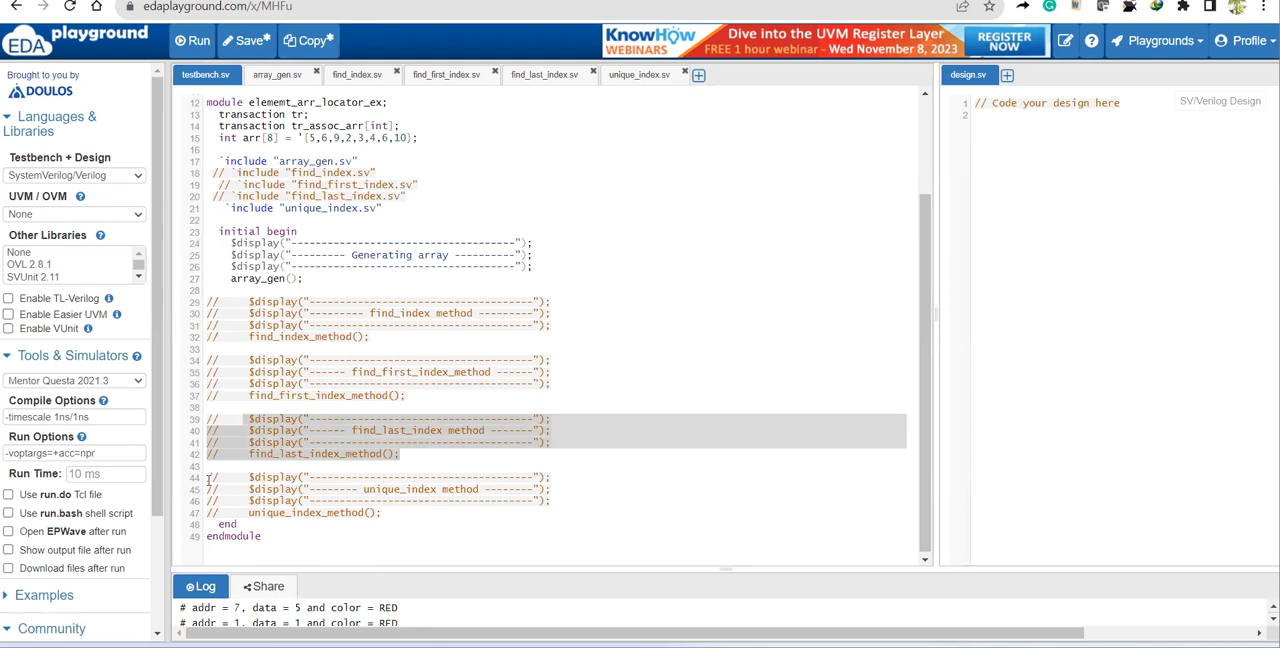 edaplayground.com/x/MHFu
EDA playground
Run Save* Copy*
KnowHow WEBINARS
Dive into the UVM Register Layer
FREE 1 hour webinar - Wed November 8, 2023
REGISTER NOW
Playgrounds Profile
Brought to you by
DOULOS
Languages & Libraries
Testbench + Design
SystemVerilog/Verilog
UVM / OVM
None
Other Libraries
None
OVL 2.8.1
SVUnit 2.11
Enable TL-Verilog
Enable Easier UVM
Enable VUnit
Tools & Simulators
Mentor Questa 2021.3
Compile Options
-timescale 1ns/1ns
Run Options
-voptargs=+acc=npr
Run Time: 10 ms
Use run.do Tcl file
Use run.bash shell script
Open EPWave after run
Show output file after run
Download files after run
Examples
Community
testbench.sv array_gen.sv find_index.sv find_first_index.sv find_last_index.sv unique_index.sv
12 module elememt_arr_locator_ex;
13 transaction tr;
14 transaction tr_assoc_arr[int];
15 int arr[8] = '{5,6,9,2,3,4,6,10};
16
17 `include "array_gen.sv"
18 // `include "find_index.sv"
19 // `include "find_first_index.sv"
20 // `include "find_last_index.sv"
21 `include "unique_index.sv"
22
23 initial begin
24 $display("-------------------------------------");
25 $display("--------- Generating array ----------");
26 $display("-------------------------------------");
27 array_gen();
28
29 // $display("-------------------------------------");
30 // $display("--------- find_index method ---------");
31 // $display("-------------------------------------");
32 // find_index_method();
33
34 // $display("-------------------------------------");
35 // $display("------ find_first_index_method ------");
36 // $display("-------------------------------------");
37 // find_first_index_method();
38
39 // $display("-------------------------------------");
40 // $display("------ find_last_index method -------");
41 // $display("-------------------------------------");
42 // find_last_index_method();
43
44 // $display("-------------------------------------");
45 // $display("-------- unique_index method --------");
46 // $display("-------------------------------------");
47 // unique_index_method();
48 end
49 endmodule
design.sv
1 // Code your design here
2
SV/Verilog Design
Log Share
# addr = 7, data = 5 and color = RED
# addr = 1, data = 1 and color = RED